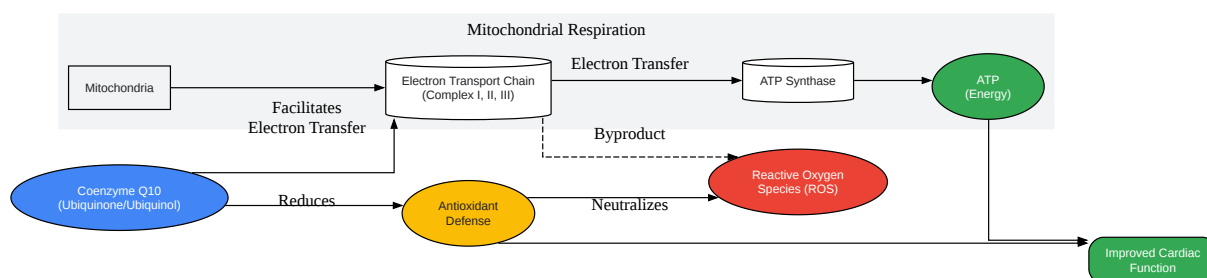 Mitochondrial Respiration
Mitochondria
Electron Transport Chain
(Complex I, II, III)
Electron Transfer
ATP Synthase
ATP
(Energy)
Facilitates
Electron Transfer
Byproduct
Coenzyme Q10
(Ubiquinone/Ubiquinol)
Reduces
Antioxidant
Defense
Neutralizes
Reactive Oxygen
Species (ROS)
Improved Cardiac
Function